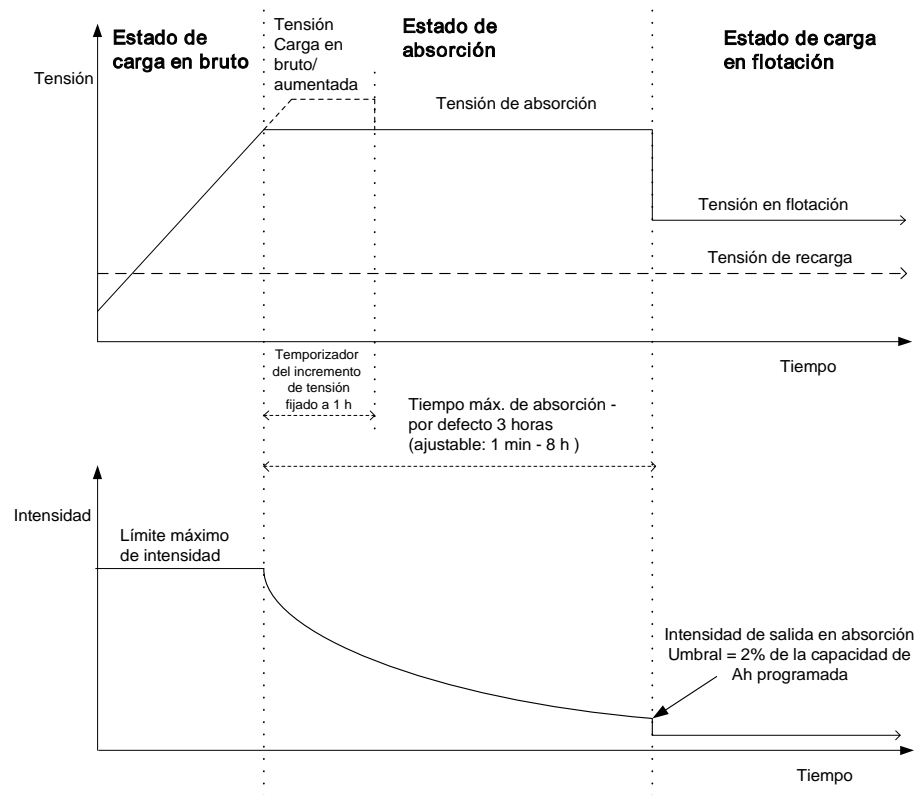 Estado de
carga en bruto
Tensión
Carga en
bruto/
aumentada
Estado de
absorción
Estado de carga
en flotación
Tensión
Tensión de absorción
Tensión en flotación
Tensión de recarga
Tiempo
Temporizador
del incremento
de tensión
fijado a 1 h
Tiempo máx. de absorción -
por defecto 3 horas
(ajustable: 1 min - 8 h )
Intensidad
Límite máximo
de intensidad
Intensidad de salida en absorción
Umbral = 2% de la capacidad de
Ah programada
Tiempo